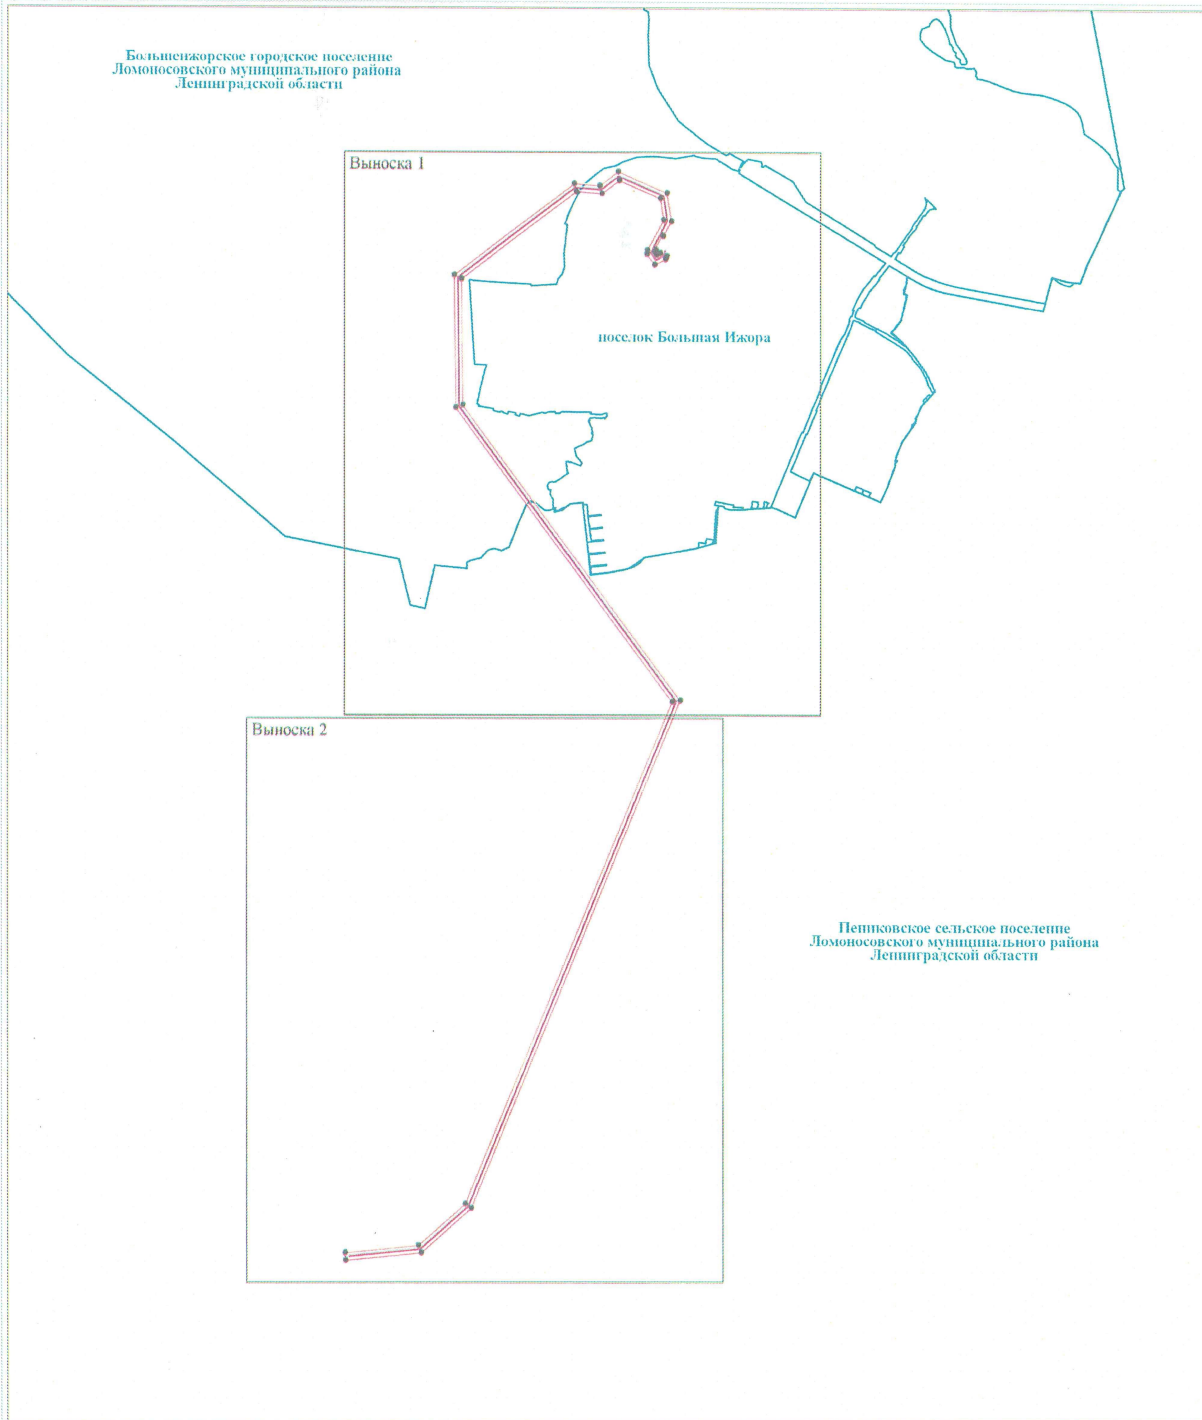 Большеижорское городское поселение
Ломоносовского муниципального района
Ленинградской области
Выноска 1
поселок Большая Ижора
Выноска 2
Пениковское сельское поселение
Ломоносовского муниципального района
Ленинградской области